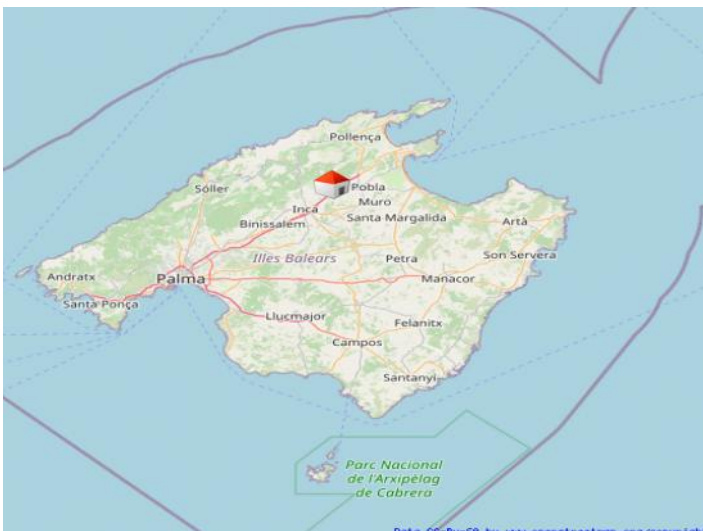 Pollença
Pobla
Sóller
Muro
Inca
Santa Margalida
Binissalem
Artà
Illes Balears
Petra
Son Servera
Andratx
Palma
Manacor
Santa Ponça
Llucmajor
Felanitx
Campos
Santanyí
Parc Nacional
de l'Arxipèlag
de Cabrera